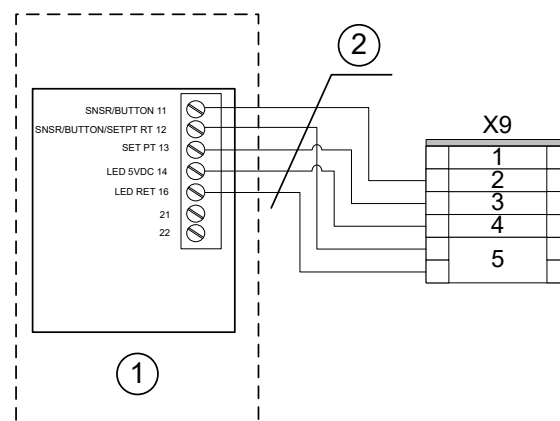 2
SNSR/BUTTON 11
SNSR/BUTTON/SETPT RT 12
SET PT 13
LED 5VDC 14
LED RET 16
21
22
X9
1
2
3
4
5
1